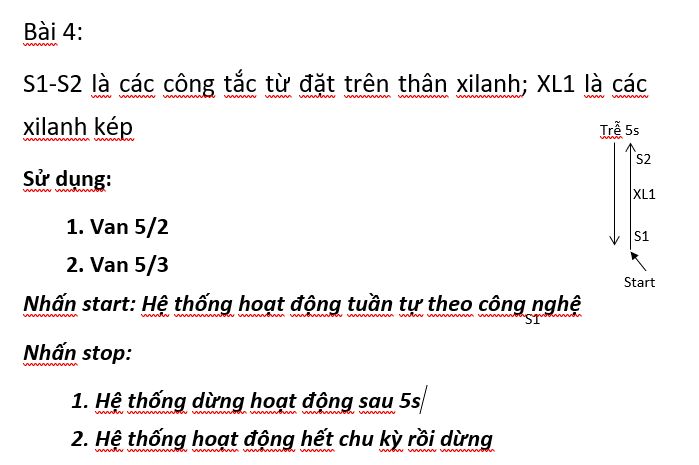 Bài 4:
S1-S2 là các công tắc từ đặt trên thân xilanh; XL1 là các
xilanh kép
Trễ 5s
S2
XL1
S1
Start
Sử dụng:
1. Van 5/2
2. Van 5/3
Nhấn start: Hệ thống hoạt động tuần tự theo công nghệ
S1
Nhấn stop:
1. Hệ thống dừng hoạt động sau 5s
2. Hệ thống hoạt động hết chu kỳ rồi dừng